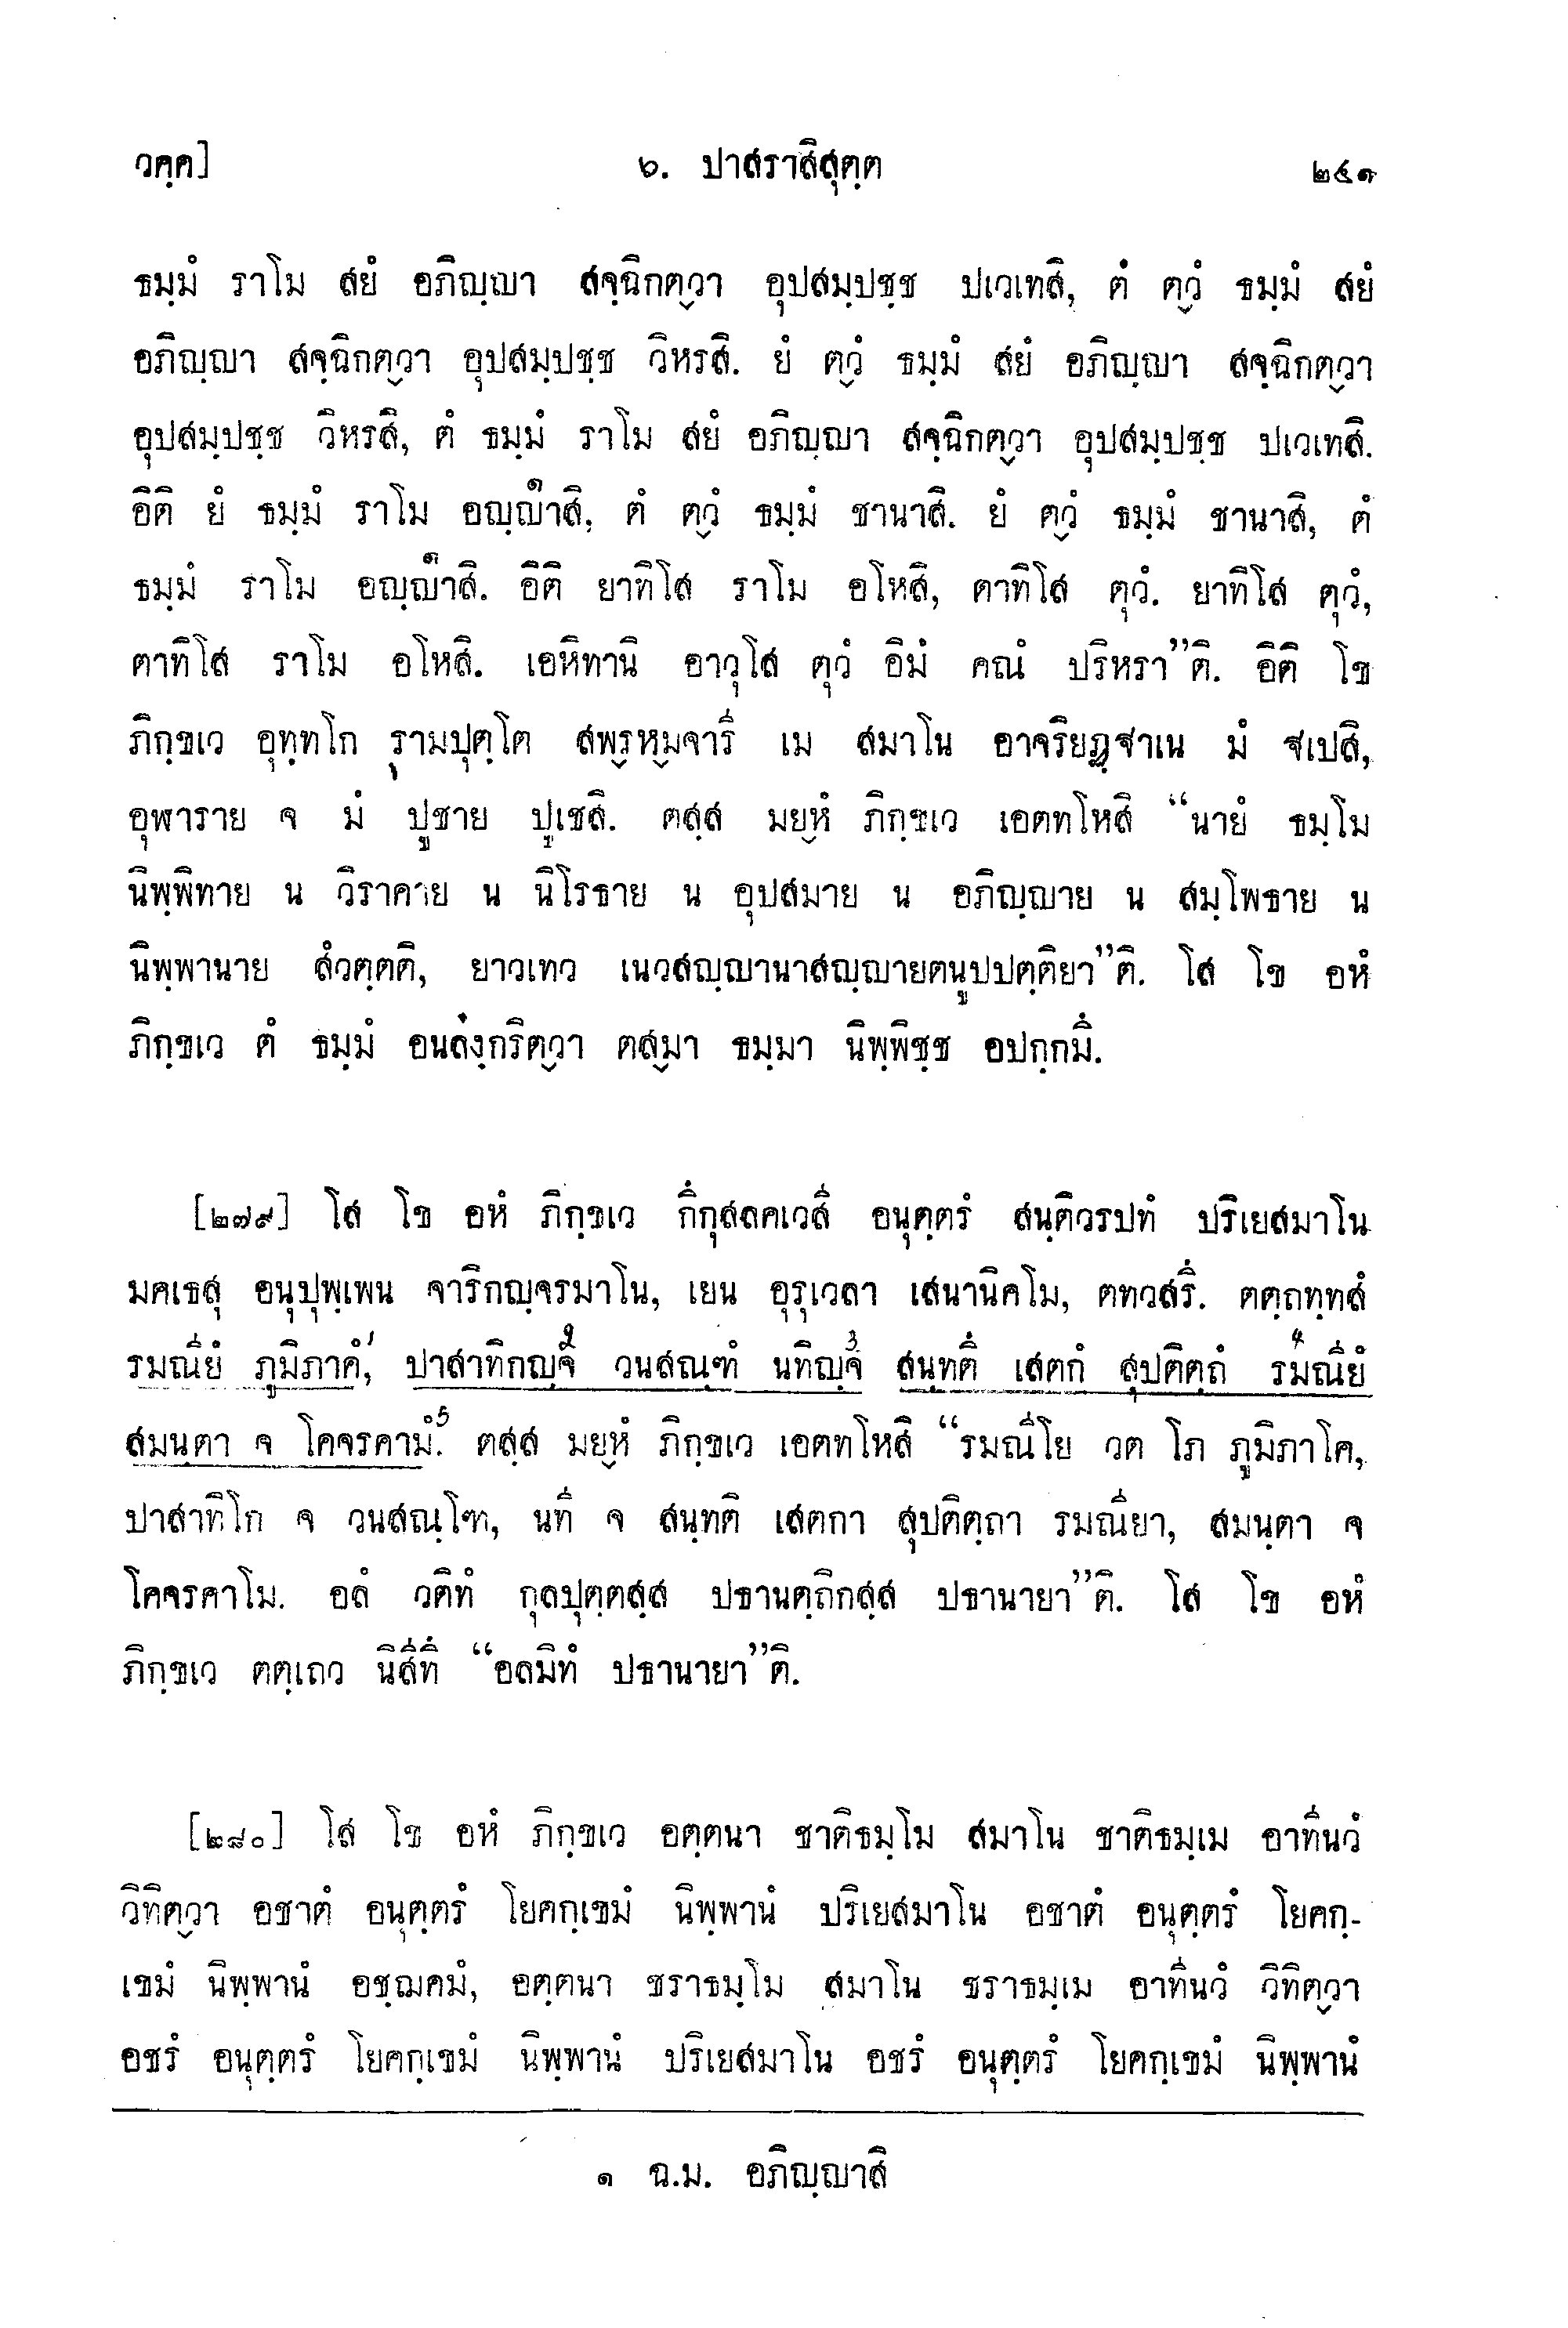 วคฺค] ๖. ปาสราสิสุตฺต ๒๕๑
ธมฺมํ ราโม สยํ อภิญฺญา สจฺฉิกตฺวา อุปสมฺปชฺช ปเวเทสิ, ตํ ตฺวํ ธมฺมํ สยํ
อภิญฺญา สจฺฉิกตฺวา อุปสมฺปชฺช วิหรสิ. ยํ ตฺวํ ธมฺมํ สยํ อภิญฺญา สจฺฉิกตฺวา
อุปสมฺปชฺช วิหรสิ, ตํ ธมฺมํ ราโม สยํ อภิญฺญา สจฺฉิกตฺวา อุปสมฺปชฺช ปเวเทสิ.
อิติ ยํ ธมฺมํ ราโม อญฺญาสิ๑, ตํ ตฺวํ ธมฺมํ ชานาสิ. ยํ ตฺวํ ธมฺมํ ชานาสิ, ตํ
ธมฺมํ ราโม อญฺญาสิ๑. อิติ ยาทิโส ราโม อโหสิ, ตาทิโส ตุวํ. ยาทิโส ตุวํ,
ตาทิโส ราโม อโหสิ. เอหิทานิ อาวุโส ตุวํ อิมํ คณํ ปริหรา”ติ. อิติ โข
ภิกฺขเว อุทฺทโก รามปุตฺโต สพฺรหฺมจารี เม สมาโน อาจริยฏฺฐาเน มํ ฐเปสิ,
อุฬาราย จ มํ ปูชาย ปูเชสิ. ตสฺส มยฺหํ ภิกฺขเว เอตทโหสิ “นายํ ธมฺโม
นิพฺพิทาย น วิราคาย น นิโรธาย น อุปสมาย น อภิญฺญาย น สมฺโพธาย น
นิพฺพานาย สํวตฺตติ, ยาวเทว เนวสญฺญานาสญฺญายตนูปปตฺติยา”ติ. โส โข อหํ
ภิกฺขเว ตํ ธมฺมํ อนลงฺกริตฺวา ตสฺมา ธมฺมา นิพฺพิชฺช อปกฺกมึ.
[๒๗๙] โส โข อหํ ภิกฺขเว กึกุสลคเวสี อนุตฺตรํ สนฺติวรปทํ ปริเยสมาโน
มคเธสุ อนุปุพฺเพน จาริกญฺจรมาโน, เยน อุรุเวลา เสนานิคโม, ตทวสรึ. ตตฺถทฺทสํ
รมณียํ ภูมิภาคํ,๑ ปาสาทิกญฺจ๒ วนสณฺฑํ นทิญฺจ๓ สนฺทตึ เสตกํ สุปติตฺถํ รมณียํ๔
สมนฺตา จ โคจรคามํ๕. ตสฺส มยฺหํ ภิกฺขเว เอตทโหสิ “รมณีโย วต โภ ภูมิภาโค,
ปาสาทิโก จ วนสณฺโฑ, นที จ สนฺทติ เสตกา สุปติตฺถา รมณียา, สมนฺตา จ
โคจรคาโม. อลํ วติทํ กุลปุตฺตสฺส ปธานตฺถิกสฺส ปธานายา”ติ. โส โข อหํ
ภิกฺขเว ตตฺเถว นิสีทึ “อลมิทํ ปธานายา”ติ.
[๒๘๐] โส โข อหํ ภิกฺขเว อตฺตนา ชาติธมฺโม สมาโน ชาติธมฺเม อาทีนวํ
วิทิตฺวา อชาตํ อนุตฺตรํ โยคกฺเขมํ นิพฺพานํ ปริเยสมาโน อชาตํ อนุตฺตรํ โยคกฺ-
เขมํ นิพฺพานํ อชฺฌคมํ, อตฺตนา ชราธมฺโม สมาโน ชราธมฺเม อาทีนวํ วิทิตฺวา
อชรํ อนุตฺตรํ โยคกฺเขมํ นิพฺพานํ ปริเยสมาโน อชรํ อนุตฺตรํ โยคกฺเขมํ นิพฺพานํ
๑ ฉ.ม. อภิญฺญาสิ